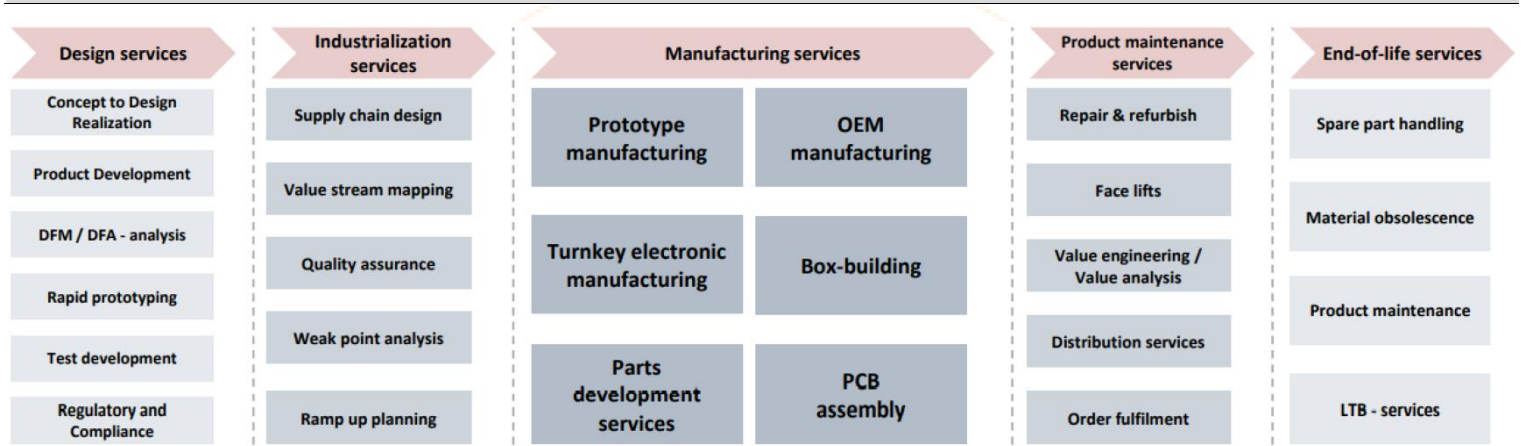 Design services
Concept to Design
Realization
Product Development
DFM / DFA - analysis
Rapid prototyping
Test development
Regulatory and
Compliance
Industrialization
services
Supply chain design
Value stream mapping
Quality assurance
Weak point analysis
Ramp up planning
Manufacturing services
Prototype
manufacturing
OEM
manufacturing
Turnkey electronic
manufacturing
Box-building
Parts
development
services
PCB
assembly
Product maintenance
services
Repair & refurbish
Face lifts
Value engineering /
Value analysis
Distribution services
Order fulfilment
End-of-life services
Spare part handling
Material obsolescence
Product maintenance
LTB - services